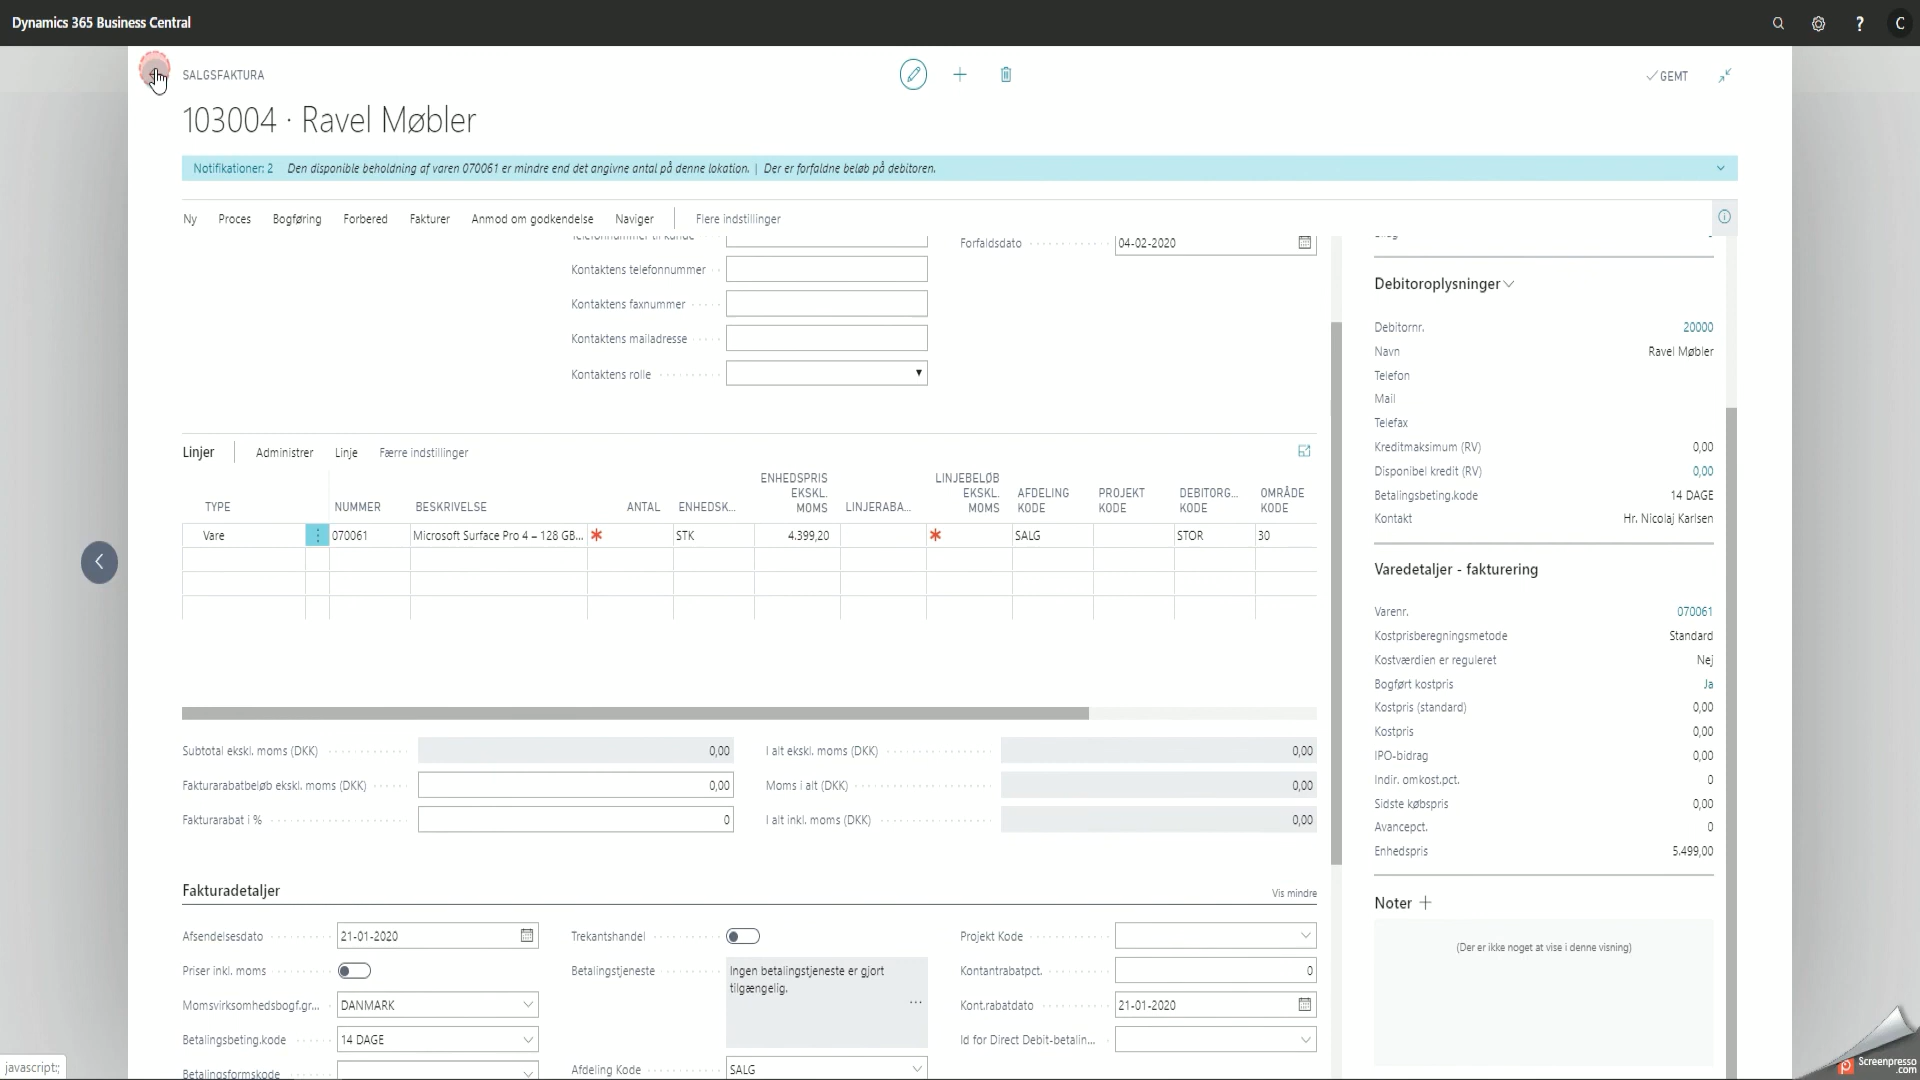 Dynamics 365 Business Central
?
C
SALGSFAKTURA
GEMT
103004 · Ravel Møbler
Notifikationer: 2 Den disponible beholdning af varen 070061 er mindre end det angivne antal på denne lokation. | Der er forfaldne beløb på debitoren.
Ny Proces Bogføring Forbered Fakturer Anmod om godkendelse Naviger Flere indstillinger
Telefonnummer til kunde
Kontaktens telefonnummer
Kontaktens faxnummer
Kontaktens mailadresse
Kontaktens rolle
Forfaldsdato 04-02-2020
Linjer Administrer Linje Færre indstillinger
TYPE
NUMMER
BESKRIVELSE
ANTAL
ENHEDSK...
ENHEDSPRIS
EKSKL.
MOMS
LINJERABA...
LINJEBELØB
EKSKL.
MOMS
AFDELING
KODE
PROJEKT
KODE
DEBITORG...
KODE
OMRÅDE
KODE
Vare 070061 Microsoft Surface Pro 4 – 128 GB... STK 4.399,20 SALG STOR 30
Subtotal ekskl. moms (DKK) 0,00
Fakturarabatbeløb ekskl. moms (DKK) 0,00
Fakturarabat i % 0
I alt ekskl. moms (DKK) 0,00
Moms i alt (DKK) 0,00
I alt inkl. moms (DKK) 0,00
Fakturadetaljer
Vis mindre
Afsendelsesdato 21-01-2020
Priser inkl. moms
Momsvirksomhedsbogf.gr... DANMARK
Betalingsbeting.kode 14 DAGE
Betalingsformskode
Trekantshandel
Betalingstjeneste Ingen betalingstjeneste er gjort
tilgængelig.
...
Afdeling Kode SALG
Projekt Kode
Kontantrabatpct. 0
Kont.rabatdato 21-01-2020
Id for Direct Debit-betalin...
Debitoroplysninger
Debitornr. 20000
Navn Ravel Møbler
Telefon
Mail
Telefax
Kreditmaksimum (RV) 0,00
Disponibel kredit (RV) 0,00
Betalingsbeting.kode 14 DAGE
Kontakt Hr. Nicolaj Karlsen
Varedetaljer - fakturering
Varenr. 070061
Kostprisberegningsmetode Standard
Kostværdien er reguleret Nej
Bogført kostpris Ja
Kostpris (standard) 0,00
Kostpris 0,00
IPO-bidrag 0,00
Indir. omkost.pct. 0
Sidste købspris 0,00
Avancepct. 0
Enhedspris 5.499,00
Noter
(Der er ikke noget at vise i denne visning)
javascript:;
Screenpresso
.com